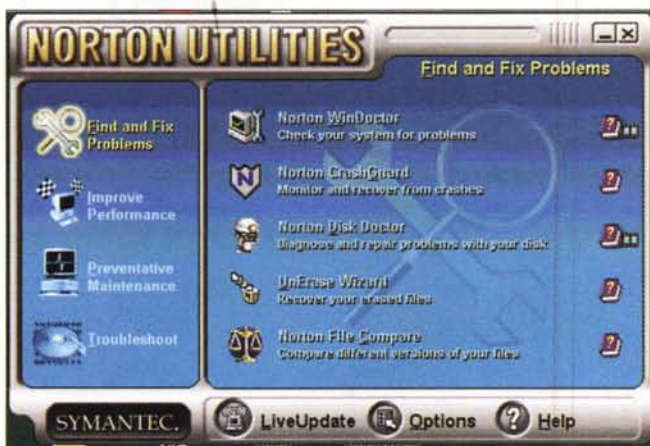 NORTON UTILITIES
Find and Fix Problems
Find and Fix
Problems
Improve
Performance
Preventative
Maintenance
Troubleshoot
Norton WinDoctor
Check your system for problems
Norton CrashGuard
Monitor and recover from crashes
Norton Disk Doctor
Diagnose and repair problems with your disk
UnErase Wizard
Recover your erased files
Norton File Compare
Compare different versions of your files
SYMANTEC.
LiveUpdate
Options
Help